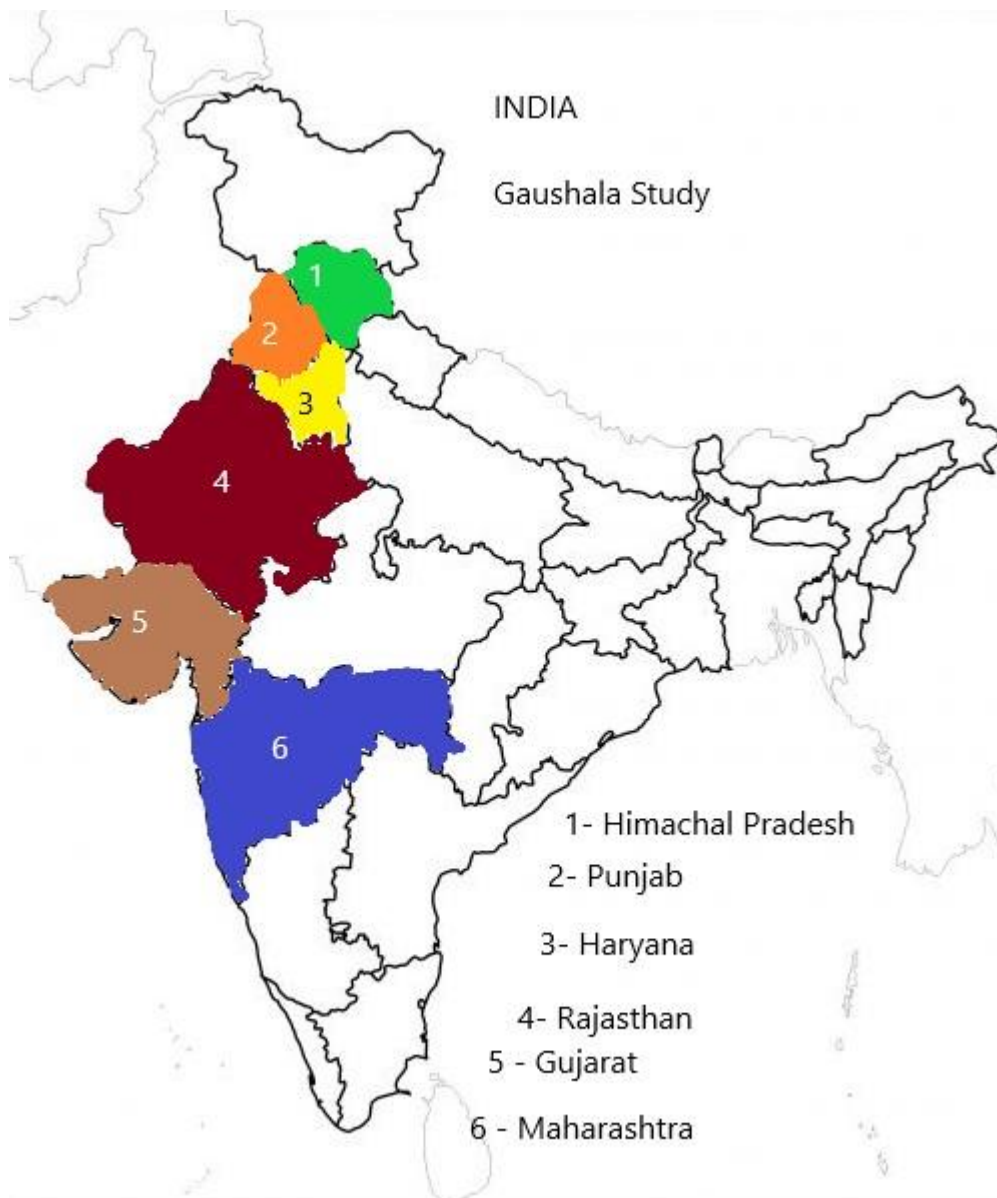 INDIA
Gaushala Study
1
2
3
4
5
6
1- Himachal Pradesh
2- Punjab
3- Haryana
4- Rajasthan
5 - Gujarat
6 - Maharashtra